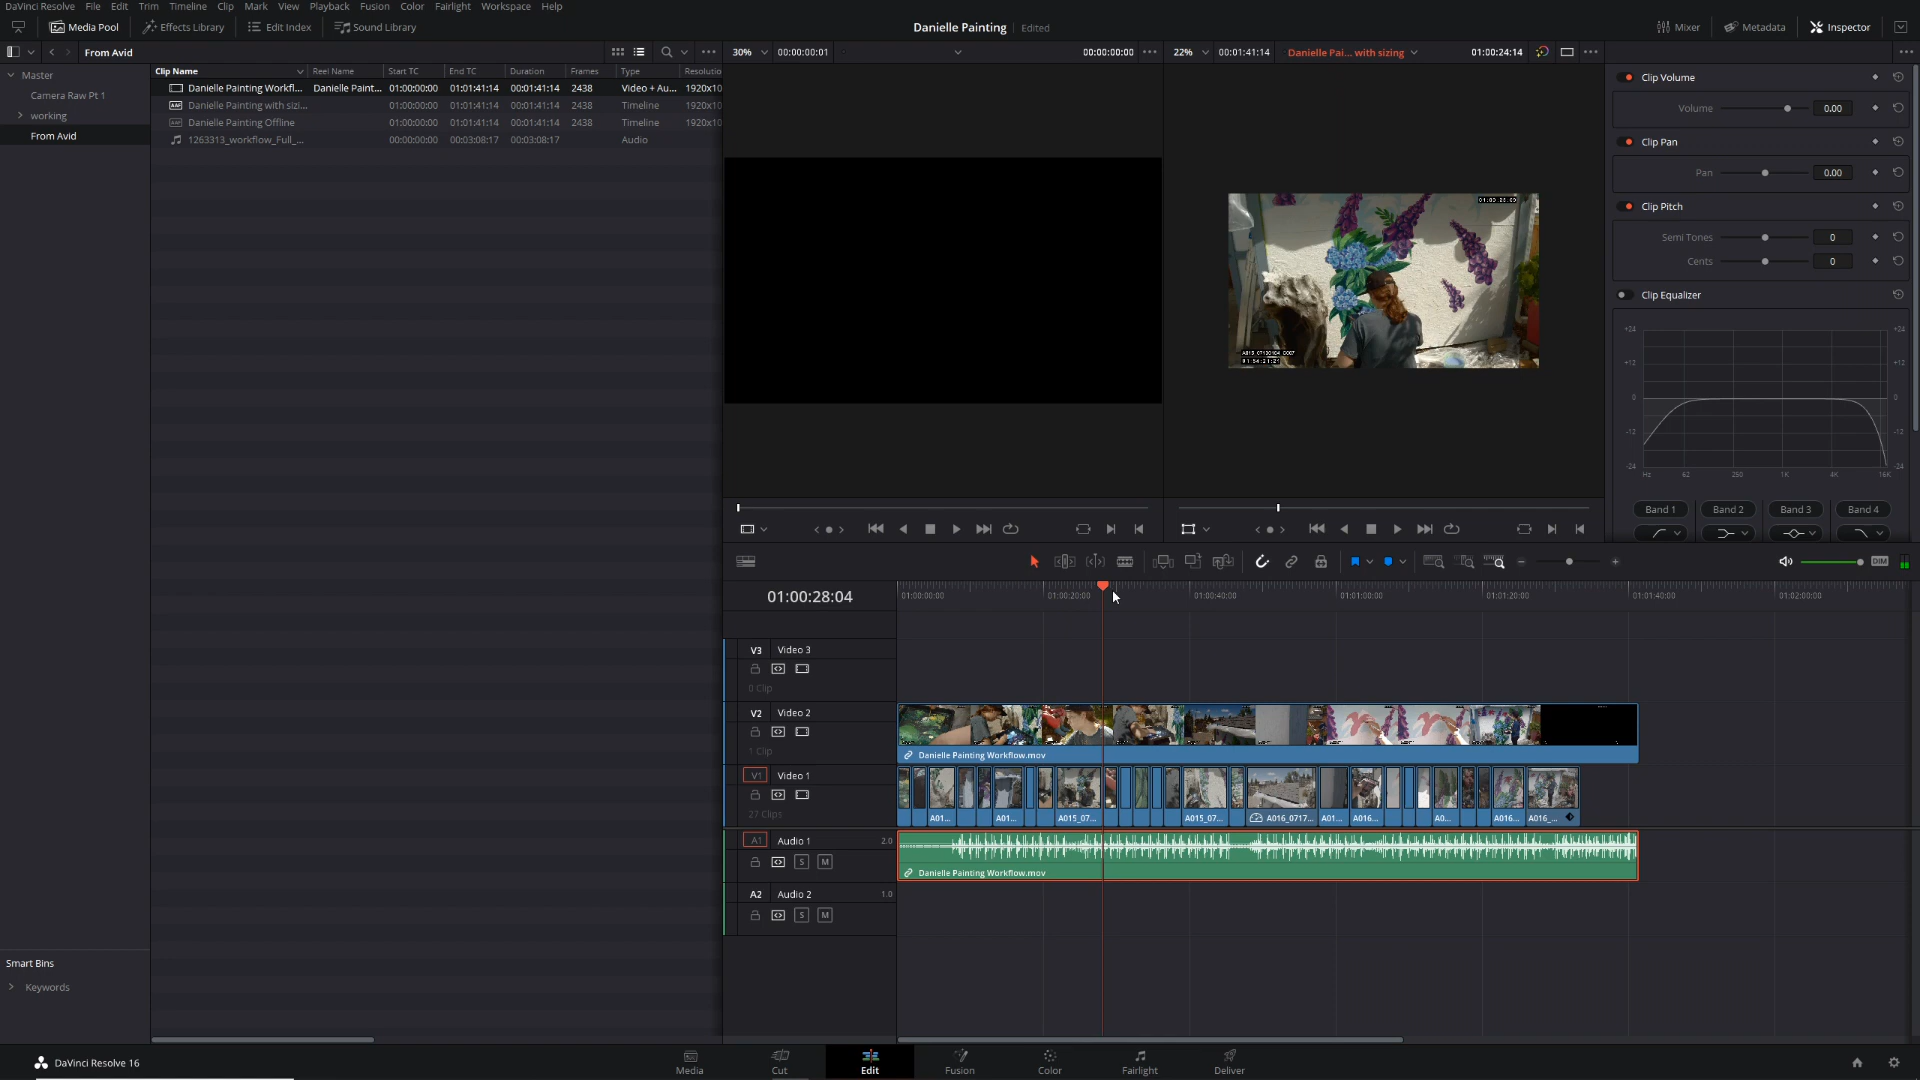 DaVinci Resolve File Edit Trim Timeline Clip Mark View Playback Fusion Color Fairlight Workspace Help
Media Pool Effects Library Edit Index Sound Library Danielle Painting Edited Mixer Metadata Inspector
From Avid 30% 00:00:00:01 00:00:00:00 22% 00:01:41:14 Danielle Pai... with sizing 01:00:24:14
Clip Name Reel Name Start TC End TC Duration Frames Type Resolutio
Danielle Painting Workfl... Danielle Paint... 01:00:00:00 01:01:41:14 00:01:41:14 2438 Video + Au... 1920x10
Danielle Painting with sizi... 01:00:00:00 01:01:41:14 00:01:41:14 2438 Timeline 1920x10
Danielle Painting Offline 01:00:00:00 01:01:41:14 00:01:41:14 2438 Timeline 1920x10
1263313_workflow_Full_... 00:00:00:00 00:03:08:17 00:03:08:17 Audio
Master
Camera Raw Pt 1
working
From Avid
Clip Volume
Volume 0.00
Clip Pan
Pan 0.00
Clip Pitch
Semi Tones 0
Cents 0
Clip Equalizer
+24 +24
+12 +12
0 0
-12 -12
-24 -24
Hz 62 250 1K 4K 16K
Band 1 Band 2 Band 3 Band 4
DIM
01:00:28:04 01:00:00:00 01:00:20:00 01:00:40:00 01:01:00:00 01:01:20:00 01:01:40:00 01:02:00:00
V3 Video 3
0 Clip
V2 Video 2
1 Clip
Danielle Painting Workflow.mov
V1 Video 1
27 Clips
A01... A01... A015_07... A015_07... A016_0717... A01... A016... A0... A016... A016_...
A1 Audio 1 2.0
S M
Danielle Painting Workflow.mov
A2 Audio 2 1.0
S M
Smart Bins
Keywords
DaVinci Resolve 16
Media Cut Edit Fusion Color Fairlight Deliver